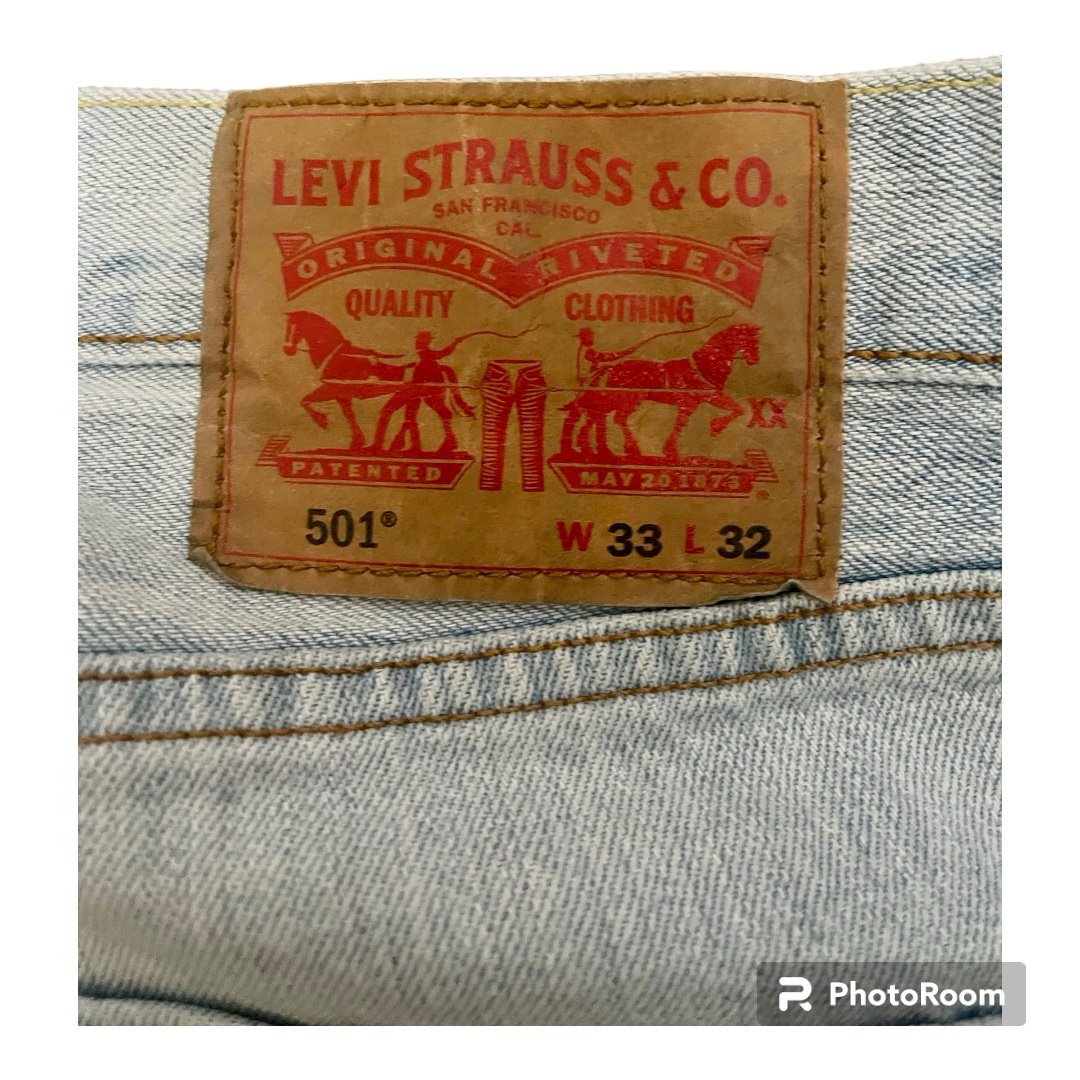 LEVI STRAUSS & CO.
SAN FRANCISCO
CAL.
ORIGINAL RIVETED
QUALITY CLOTHING
XX
PATENTED MAY 20 1873
501®
W 33 L 32
PhotoRoom